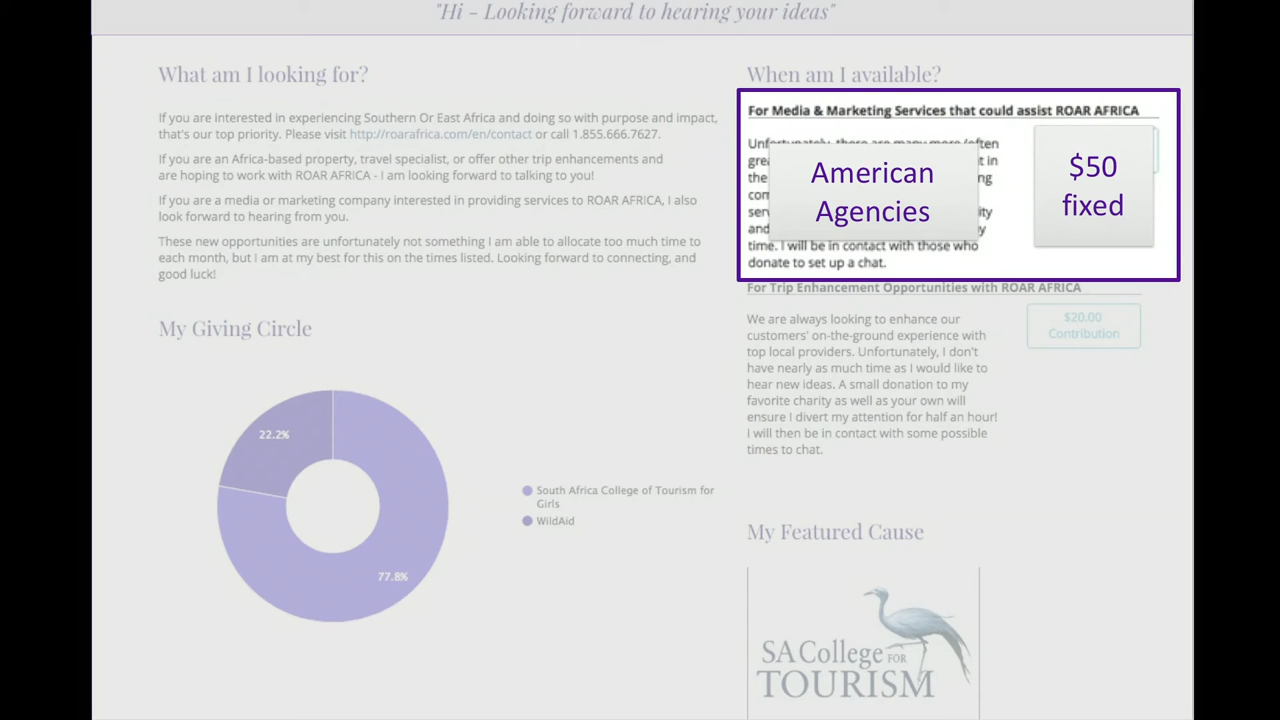 "Hi – Looking forward to hearing your ideas"
What am I looking for?
If you are interested in experiencing Southern Or East Africa and doing so with purpose and impact,
that's our top priority. Please visit http://roarafrica.com/en/contact or call 1.855.666.7627.
If you are an Africa-based property, travel specialist, or offer other trip enhancements and
are hoping to work with ROAR AFRICA - I am looking forward to talking to you!
If you are a media or marketing company interested in providing services to ROAR AFRICA, I also
look forward to hearing from you.
These new opportunities are unfortunately not something I am able to allocate too much time to
each month, but I am at my best for this on the times listed. Looking forward to connecting, and
good luck!
My Giving Circle
22.2%
77.8%
South Africa College of Tourism for
Girls
WildAid
When am I available?
For Media & Marketing Services that could assist ROAR AFRICA
American
Agencies
$50
fixed
the
and
time. I will be in contact with those who
donate to set up a chat.
For Trip Enhancement Opportunities with ROAR AFRICA
We are always looking to enhance our
customers' on-the-ground experience with
top local providers. Unfortunately, I don't
have nearly as much time as I would like to
hear new ideas. A small donation to my
favorite charity as well as your own will
ensure I divert my attention for half an hour!
I will then be in contact with some possible
times to chat.
$20.00
Contribution
My Featured Cause
SA College FOR
TOURISM